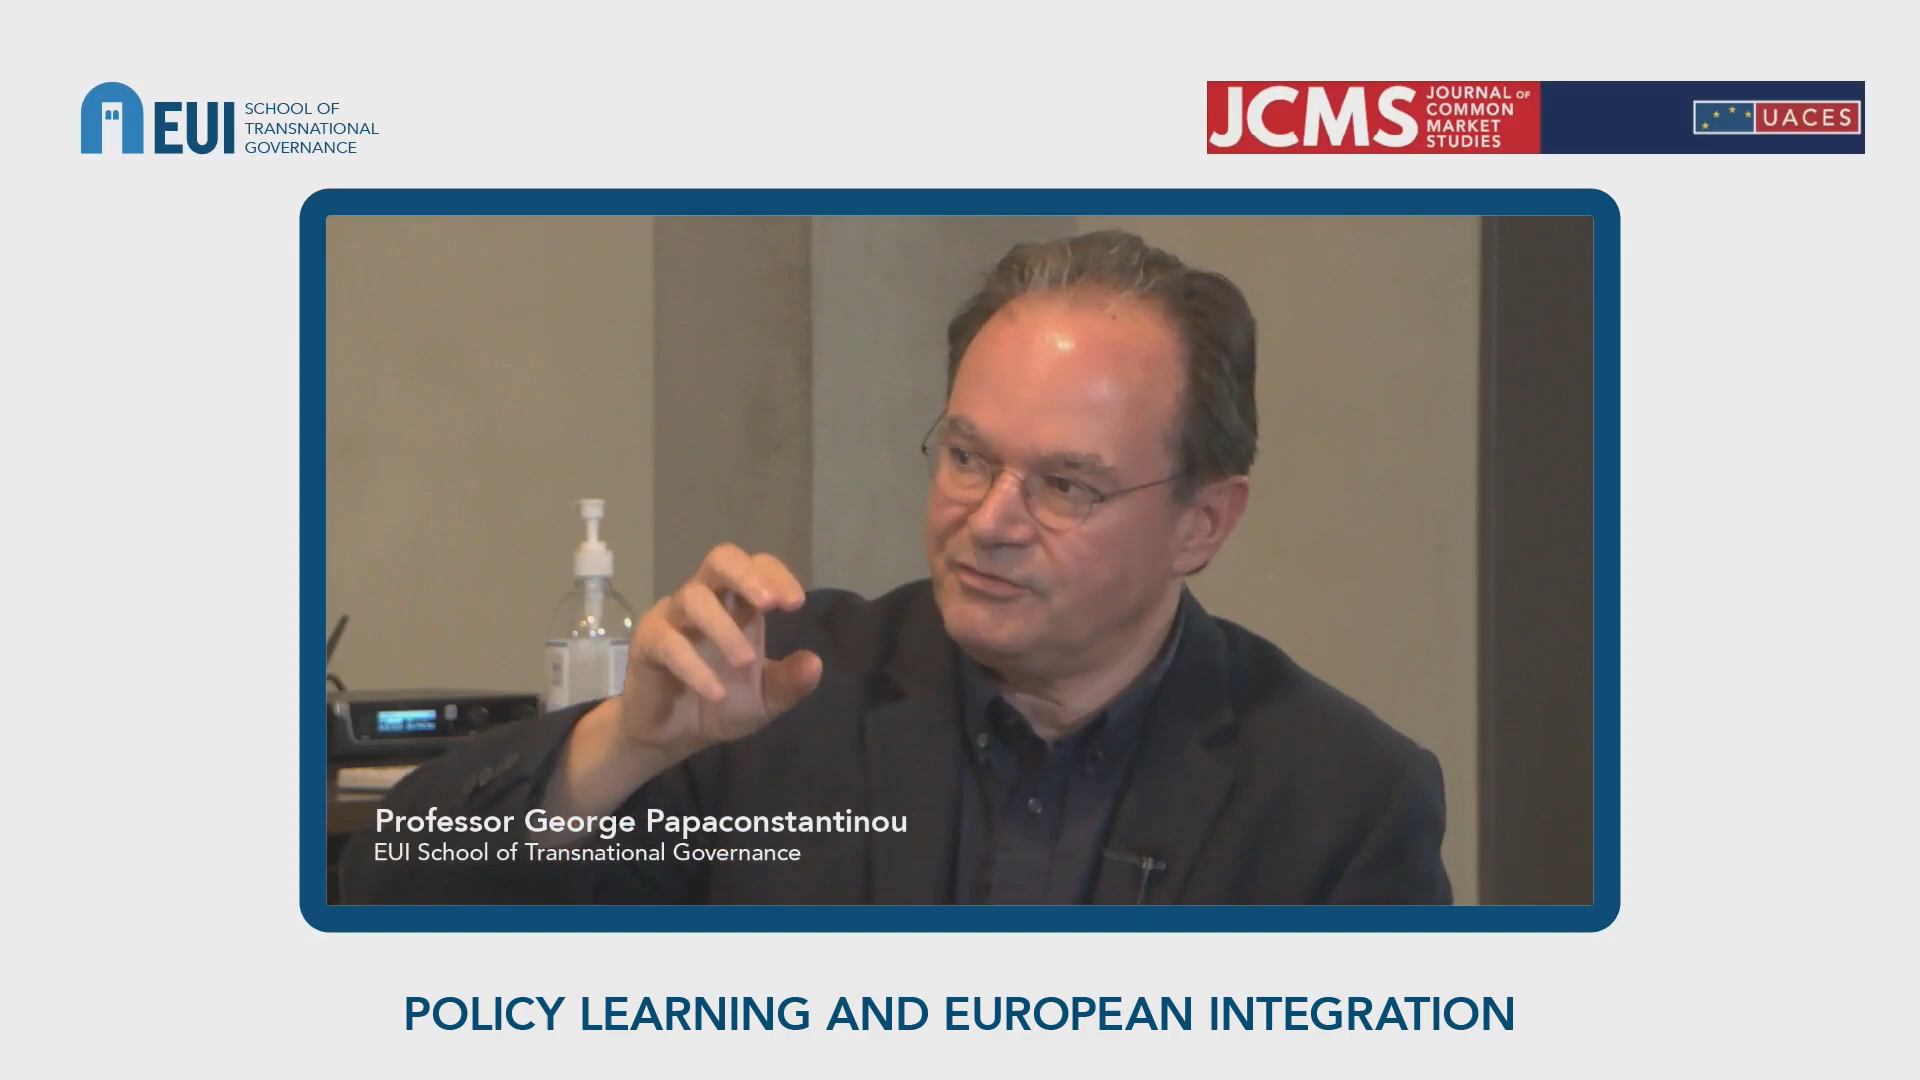 EUI
SCHOOL OF
TRANSNATIONAL
GOVERNANCE
JCMS
JOURNAL OF
COMMON
MARKET
STUDIES
UACES
Professor George Papaconstantinou
EUI School of Transnational Governance
POLICY LEARNING AND EUROPEAN INTEGRATION